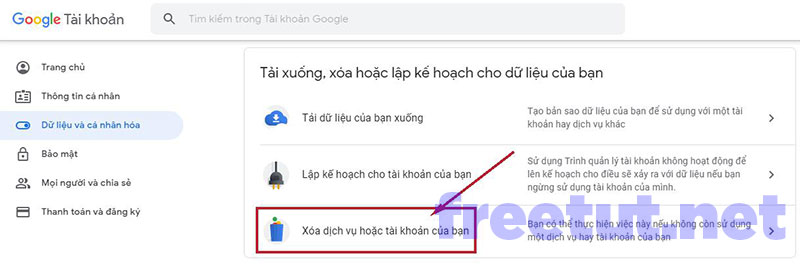 Google Tài khoản
Tìm kiếm trong Tài khoản Google
Trang chủ
Thông tin cá nhân
Dữ liệu và cá nhân hóa
Bảo mật
Mọi người và chia sẻ
Thanh toán và đăng ký
Tải xuống, xóa hoặc lập kế hoạch cho dữ liệu của bạn
Tải dữ liệu của bạn xuống
Tạo bản sao dữ liệu của bạn để sử dụng với một tài
khoản hay dịch vụ khác
Lập kế hoạch cho tài khoản của bạn
Sử dụng Trình quản lý tài khoản không hoạt động để
lên kế hoạch cho điều sẽ xảy ra với dữ liệu nếu bạn
ngừng sử dụng tài khoản của mình.
Xóa dịch vụ hoặc tài khoản của bạn
Bạn có thể thực hiện việc này nếu không còn sử dụng
một dịch vụ hay tài khoản của bạn
freetut.net